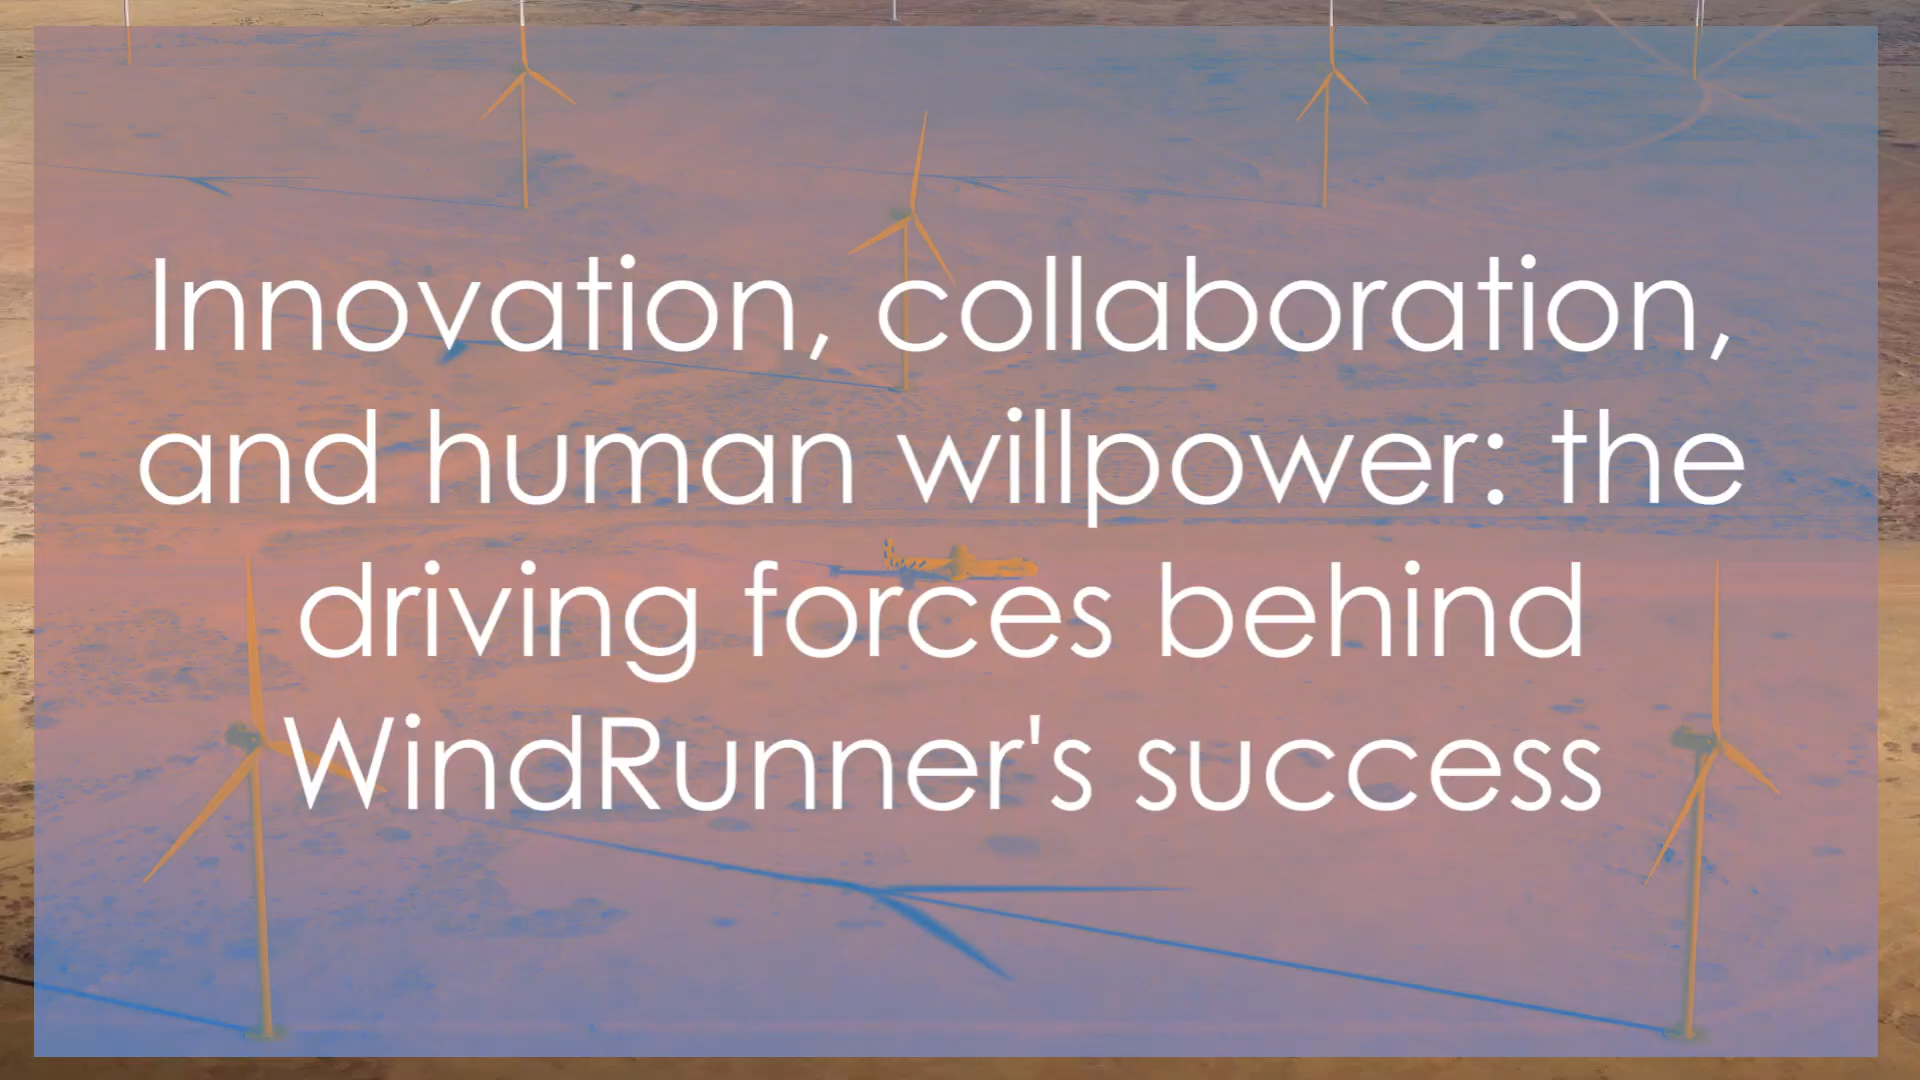 Innovation, collaboration,
and human willpower: the
driving forces behind
WindRunner's success